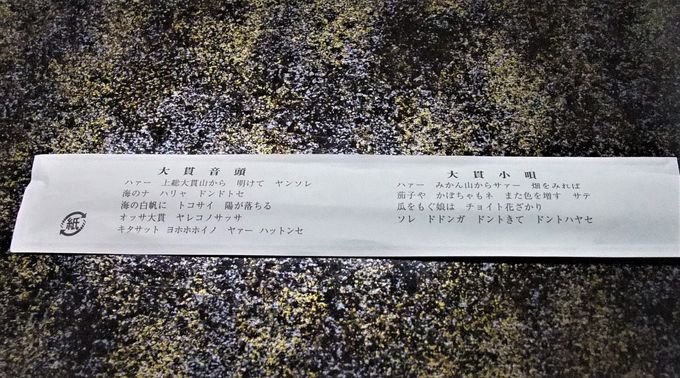 大貫音頭
ハァー 上総大貫山から 明けて ヤンソレ
海のナ ハリャ ドンドトセ
海の白帆に トコサイ 陽が落ちる
オッサ大貫 ヤレコノサッサ
キタサット ヨホホホイノ ヤァー ハットンセ
紙
大貫小唄
ハァー みかん山からサァー 畑をみれば
茄子や かぼちゃもネ また色を増す サテ
瓜をもぐ娘は チョイト花ざかり
ソレ ドドンガ ドントきて ドントハヤセ